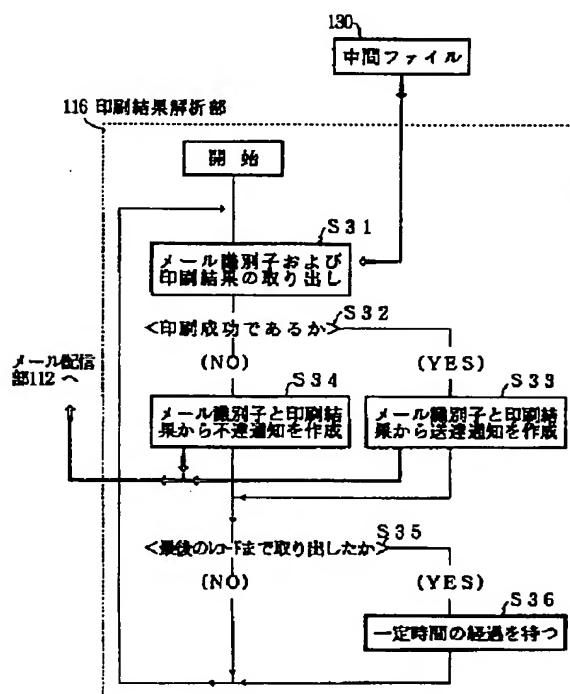 130
中間ファイル
116 印刷結果解析部
開始
S31
メール識別子および
印刷結果の取り出し
S32
<印刷成功であるか>
(NO)
(YES)
メール配信
部112へ
S34
メール識別子と印刷結
果から不達通知を作成
S33
メール識別子と印刷結
果から送達通知を作成
S35
<最後のレコードまで取り出したか>
(NO)
(YES)
S36
一定時間の経過を待つ